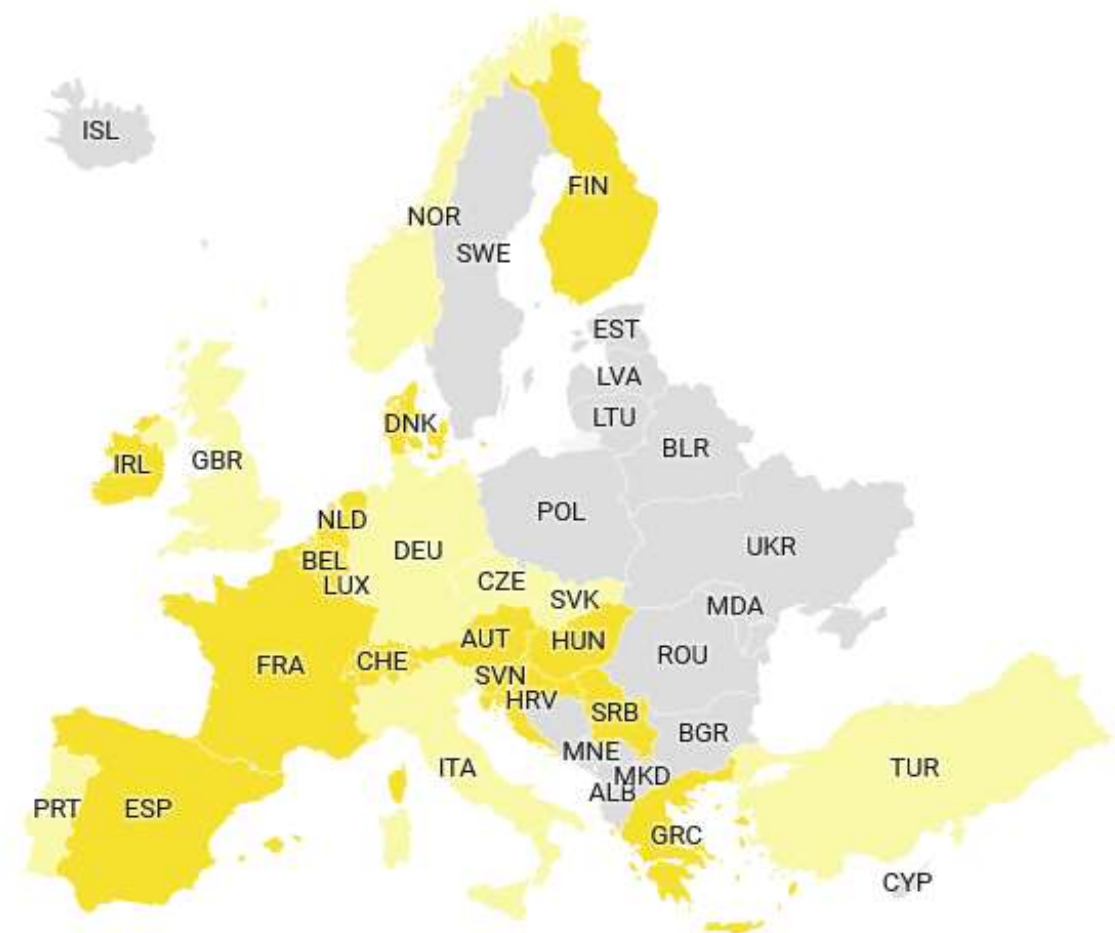 ISL
FIN
NOR
SWE
EST
LVA
LTU
DNK
BLR
IRL
GBR
POL
NLD
DEU
UKR
BEL
CZE
LUX
SVK
MDA
AUT
HUN
FRA
CHE
ROU
SVN
HRV
SRB
BGR
MNE
ITA
MKD
TUR
ALB
PRT
ESP
GRC
CYP